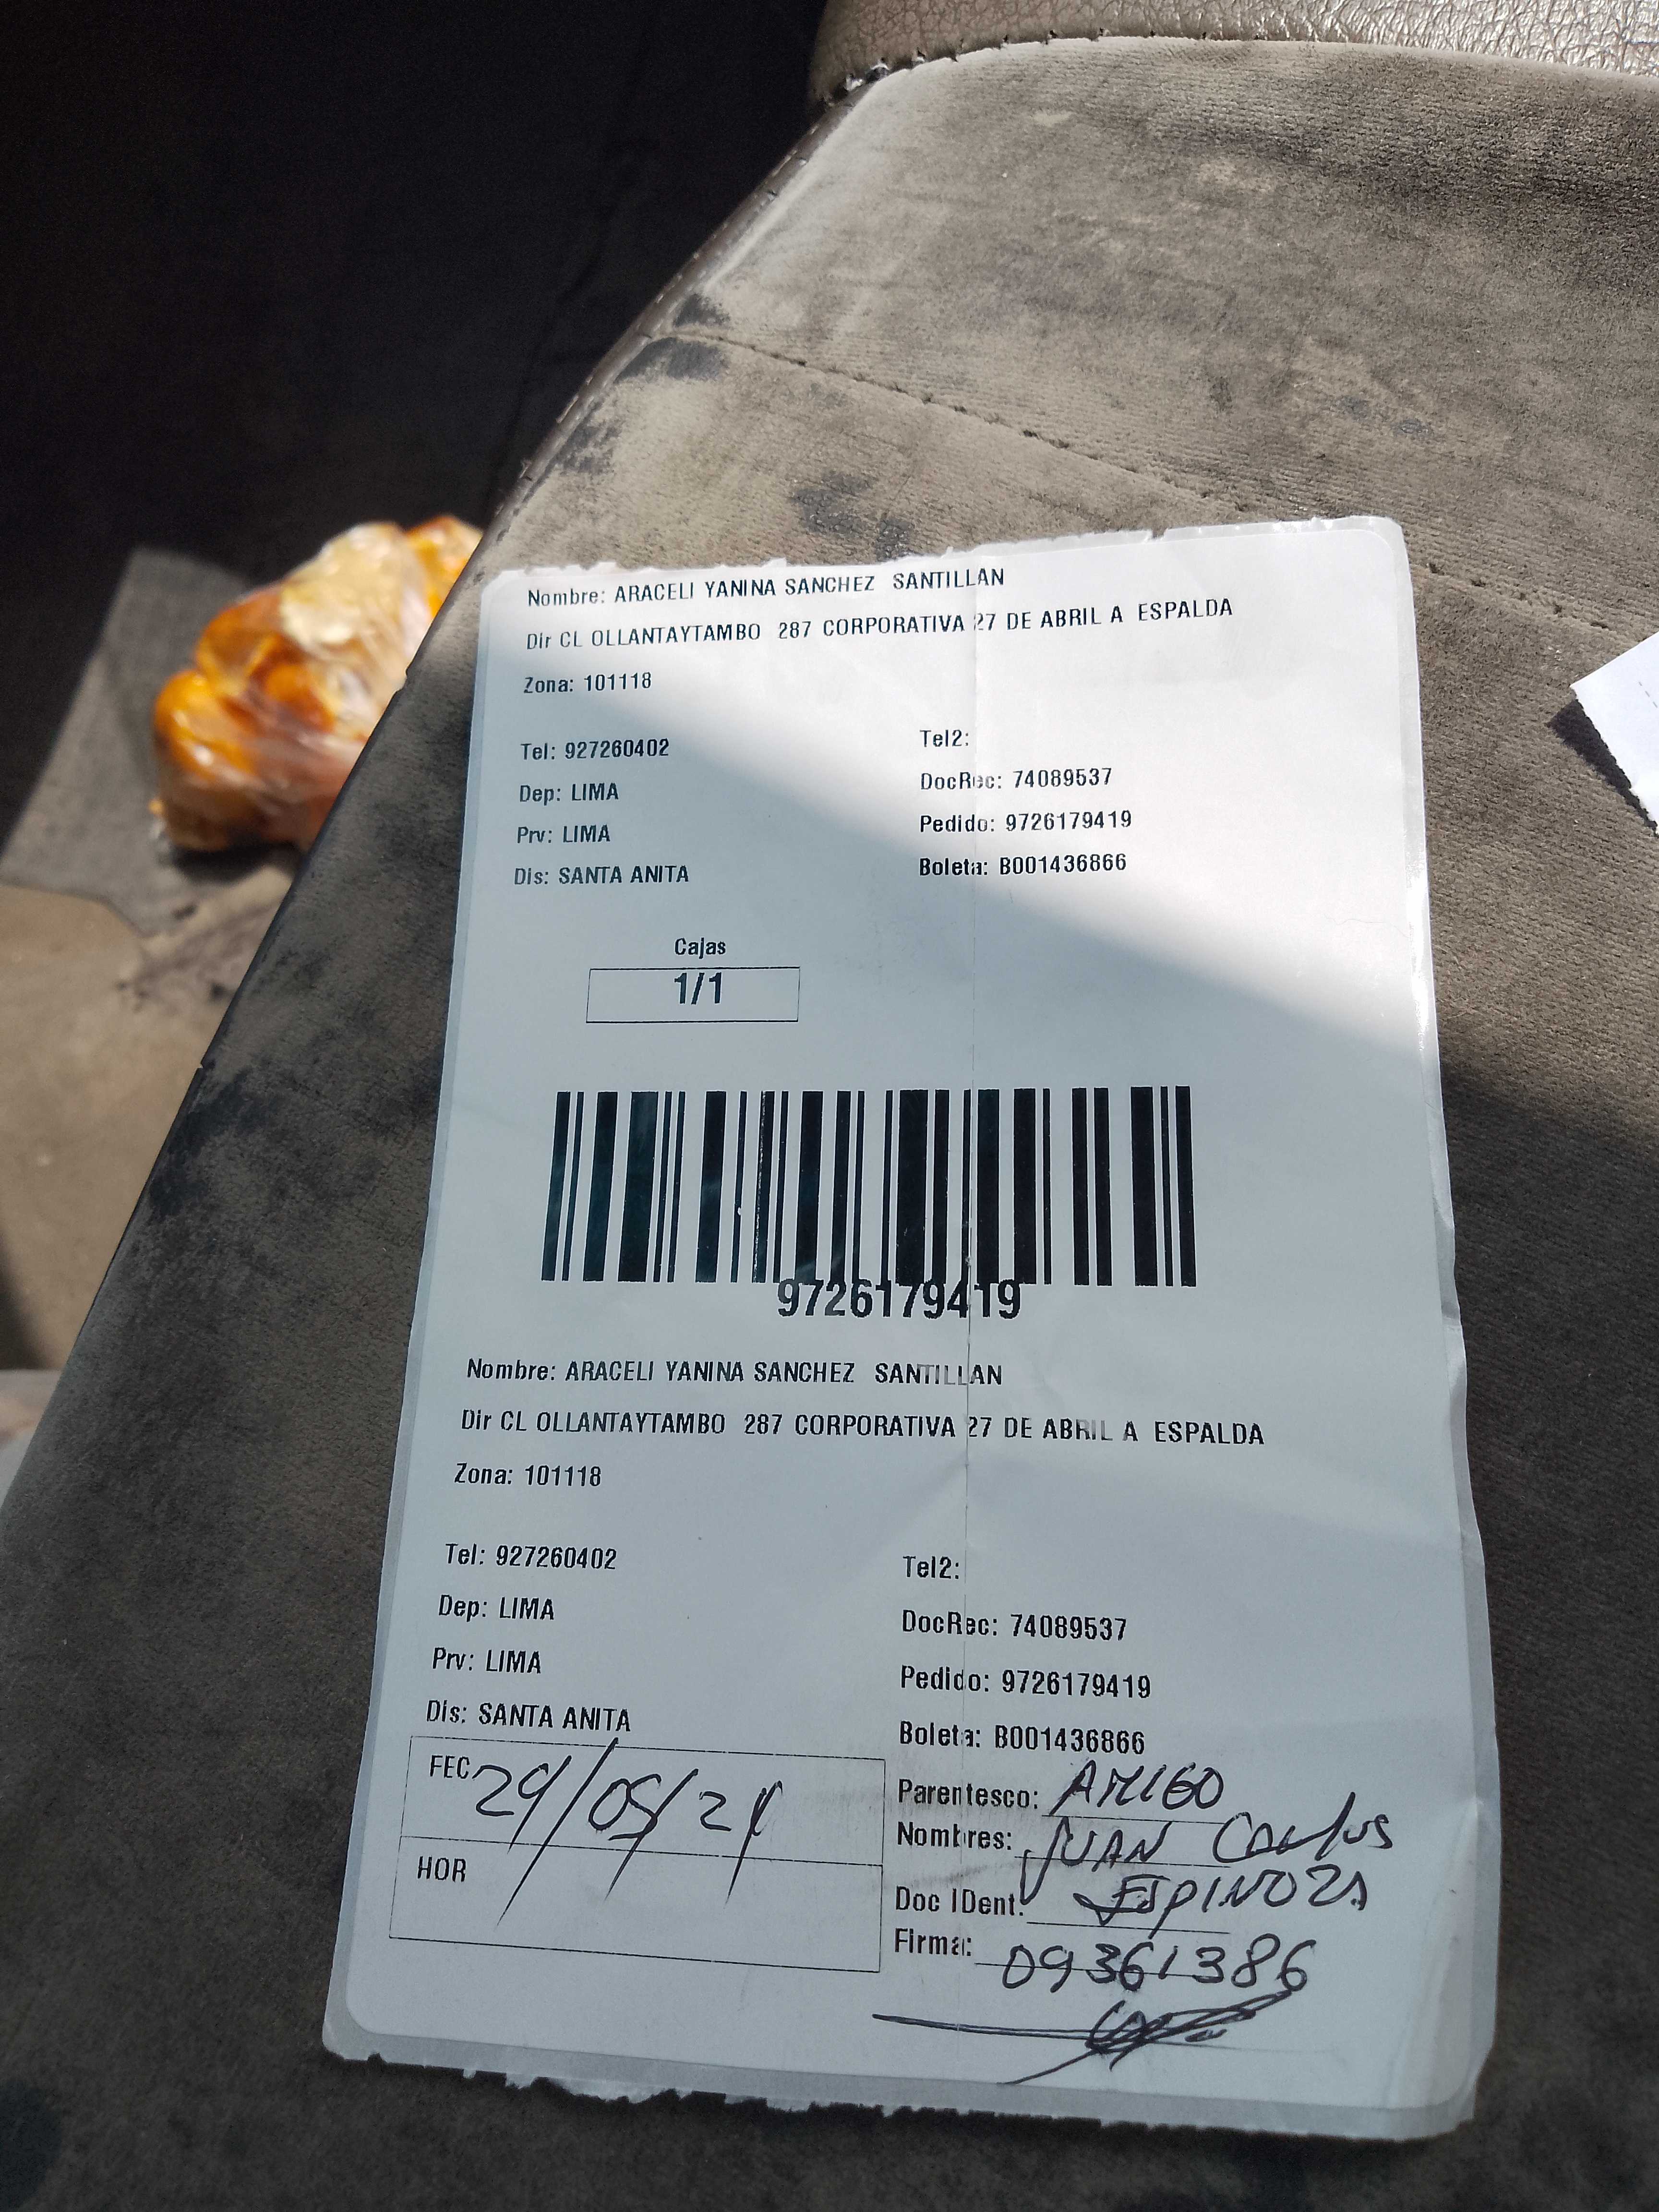 Nombre: ARACELI YANINA SANCHEZ SANTILLAN
Dir CL OLLANTAYTAMBO 287 CORPORATIVA 27 DE ABRIL A ESPALDA
Zona: 101118
Tel: 927260402 Tel2:
Dep: LIMA DocRec: 74089537
Prv: LIMA Pedido: 9726179419
Dis: SANTA ANITA Boleta: B001436866
Cajas
1/1
9726179419
Nombre: ARACELI YANINA SANCHEZ SANTILLAN
Dir CL OLLANTAYTAMBO 287 CORPORATIVA 27 DE ABRIL A ESPALDA
Zona: 101118
Tel: 927260402 Tel2:
Dep: LIMA DocRec: 74089537
Prv: LIMA Pedido: 9726179419
Dis: SANTA ANITA Boleta: B001436866
FEC 29/05/21 Parentesco: AMIGO
Nombres: JUAN Carlos
HOR Doc IDent: ESPINOZA
Firma: 09361386